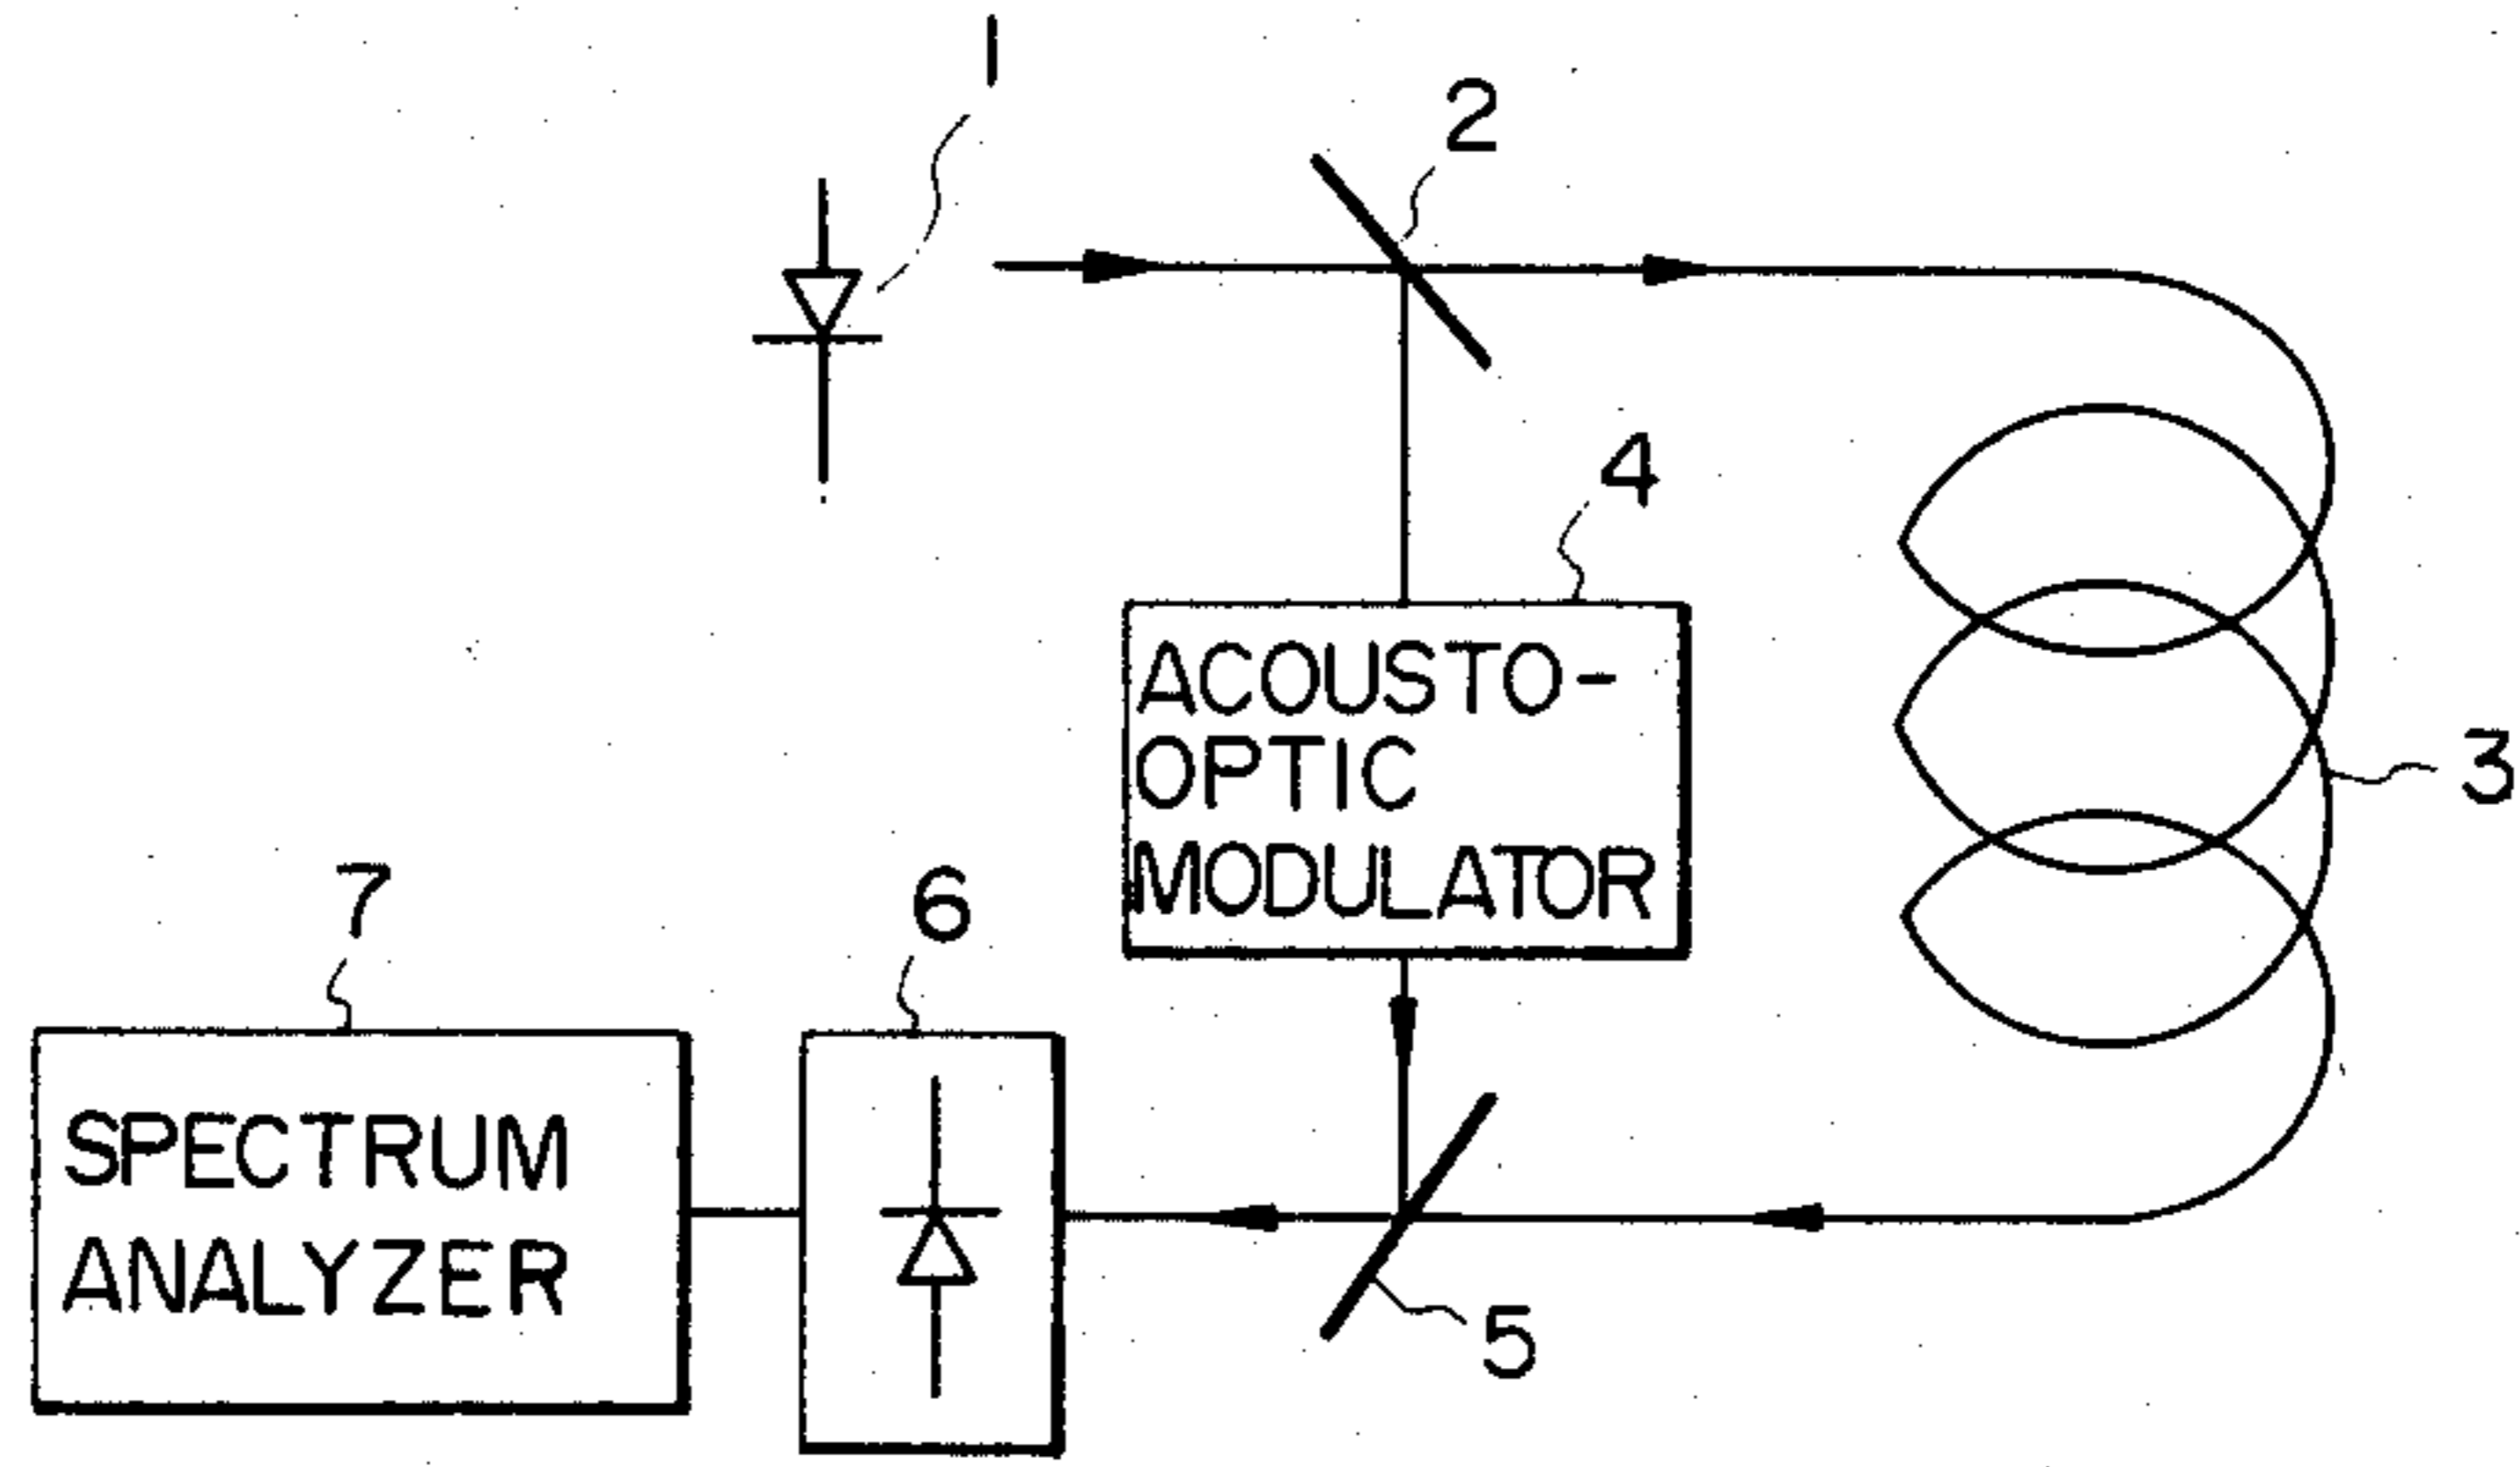 1
2
4
ACOUSTO-
OPTIC
MODULATOR
3
7
6
SPECTRUM
ANALYZER
5